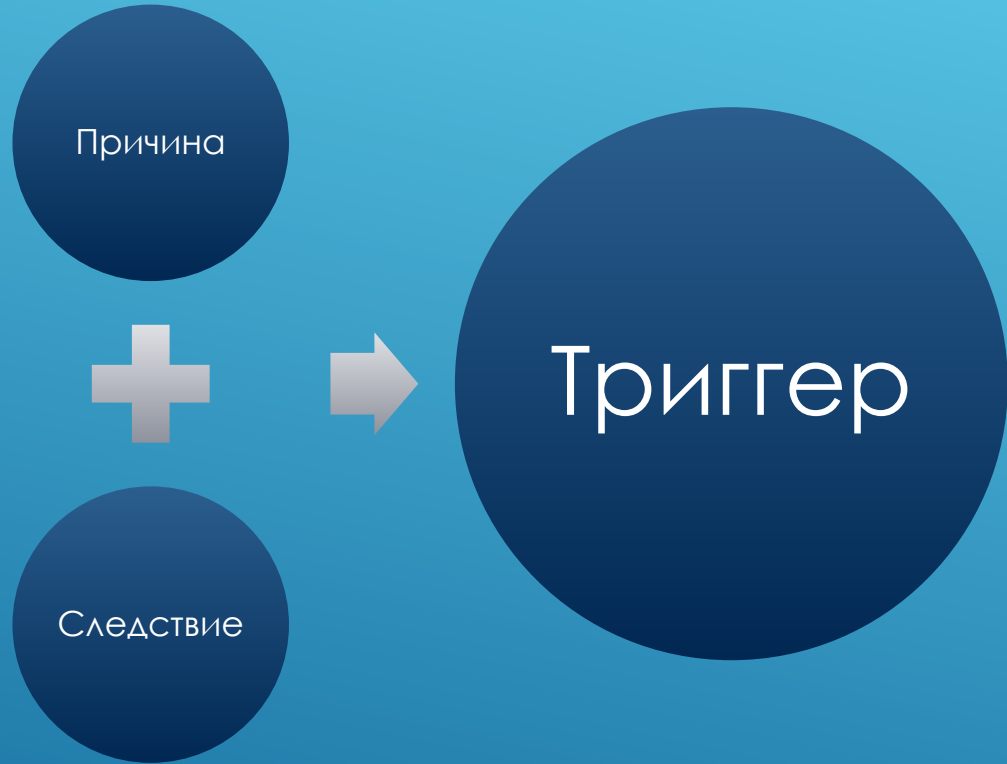 Причина
Следствие
Триггер